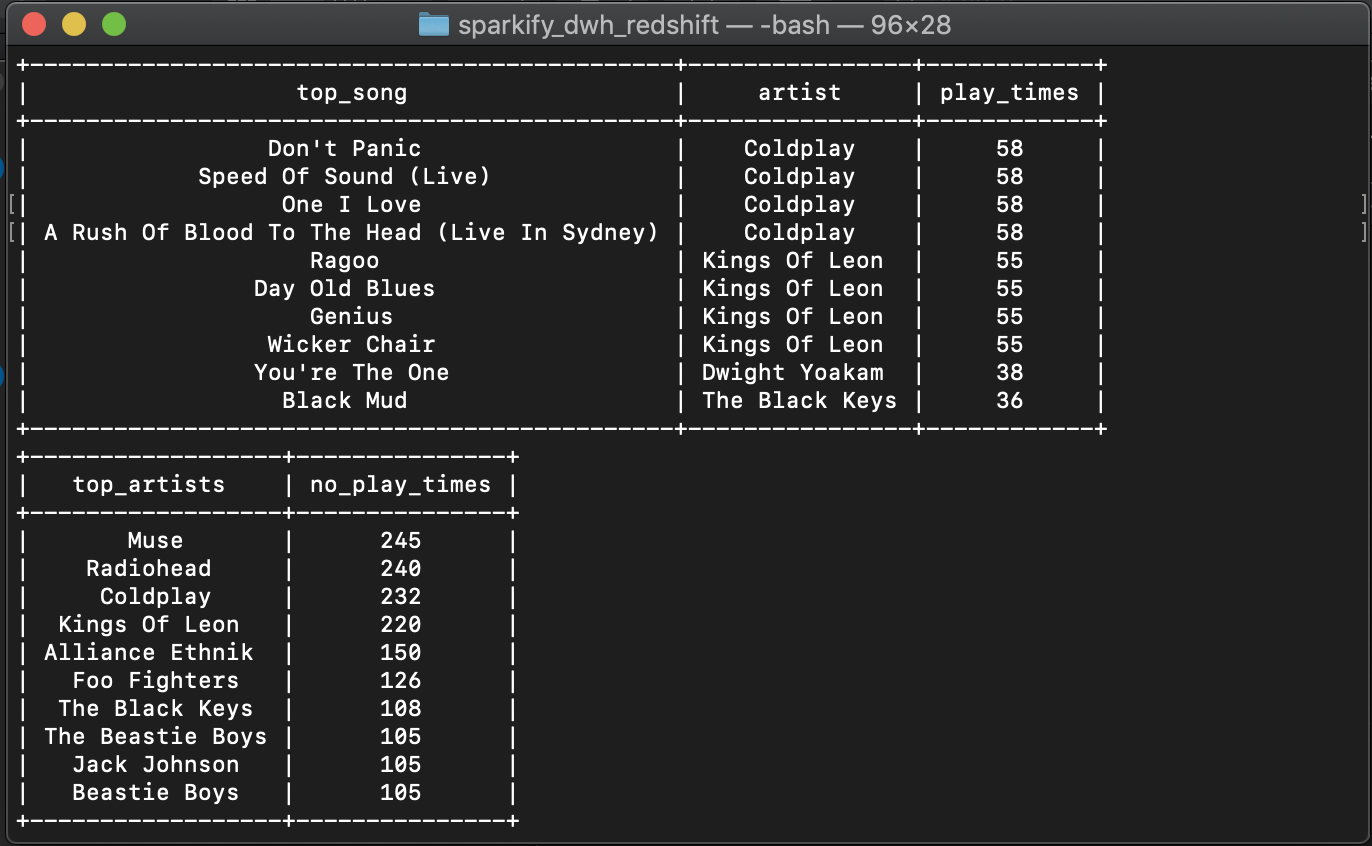 sparkify_dwh_redshift — -bash — 96×28
+-----------------------------------------------+-----------------+-------------+
|                    top_song                    |     artist      | play_times |
+-----------------------------------------------+-----------------+-------------+
|                  Don't Panic                  |    Coldplay     |     58      |
|             Speed Of Sound (Live)             |    Coldplay     |     58      |
[|                   One I Love                  |    Coldplay     |     58      | ]
[| A Rush Of Blood To The Head (Live In Sydney) |    Coldplay     |     58      | ]
|                     Ragoo                     | Kings Of Leon   |     55      |
|                 Day Old Blues                 | Kings Of Leon   |     55      |
|                     Genius                    | Kings Of Leon   |     55      |
|                  Wicker Chair                 | Kings Of Leon   |     55      |
|                 You're The One                | Dwight Yoakam   |     38      |
|                   Black Mud                   | The Black Keys |     36      |
+-----------------------------------------------+-----------------+-------------+
+-------------------+----------------+
|   top_artists     | no_play_times |
+-------------------+----------------+
|       Muse        |      245       |
|    Radiohead      |      240       |
|     Coldplay      |      232       |
|  Kings Of Leon    |      220       |
| Alliance Ethnik   |      150       |
|   Foo Fighters    |      126       |
|  The Black Keys   |      108       |
| The Beastie Boys |      105       |
|   Jack Johnson    |      105       |
|   Beastie Boys    |      105       |
+-------------------+----------------+